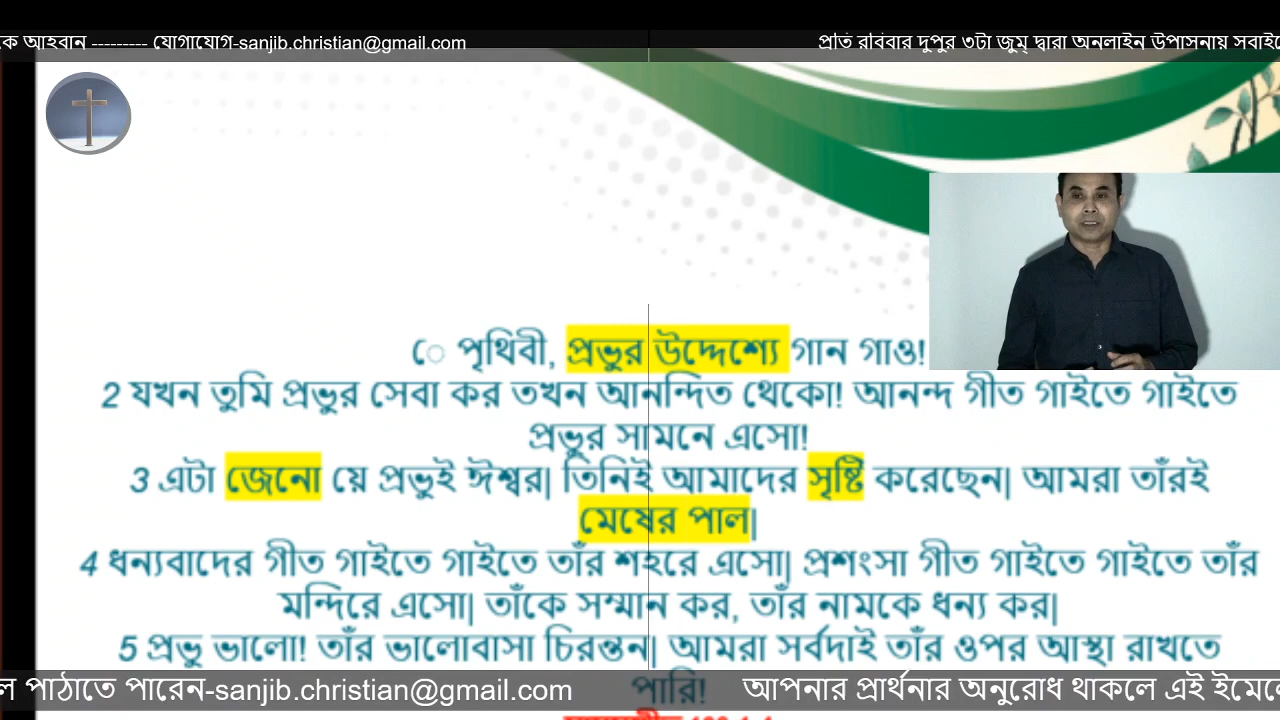 কে আহবান --------- যোগাযোগ-sanjib.christian@gmail.com
প্রতি রবিবার দুপুর ৩টা জুম্ দ্বারা অনলাইন উপাসনায় সবাইকে
ে পৃথিবী, প্রভুর উদ্দেশ্যে গান গাও!
2 যখন তুমি প্রভুর সেবা কর তখন আনন্দিত থেকো! আনন্দ গীত গাইতে গাইতে
প্রভুর সামনে এসো!
3 এটা জেনো য়ে প্রভুই ঈশ্বর| তিনিই আমাদের সৃষ্টি করেছেন| আমরা তাঁরই
মেষের পাল|
4 ধন্যবাদের গীত গাইতে গাইতে তাঁর শহরে এসো| প্রশংসা গীত গাইতে গাইতে তাঁর
মন্দিরে এসো| তাঁকে সম্মান কর, তাঁর নামকে ধন্য কর|
5 প্রভু ভালো! তাঁর ভালোবাসা চিরন্তন| আমরা সর্বদাই তাঁর ওপর আস্থা রাখতে
পারি!
ল পাঠাতে পারেন-sanjib.christian@gmail.com
আপনার প্রার্থনার অনুরোধ থাকলে এই ইমেলে